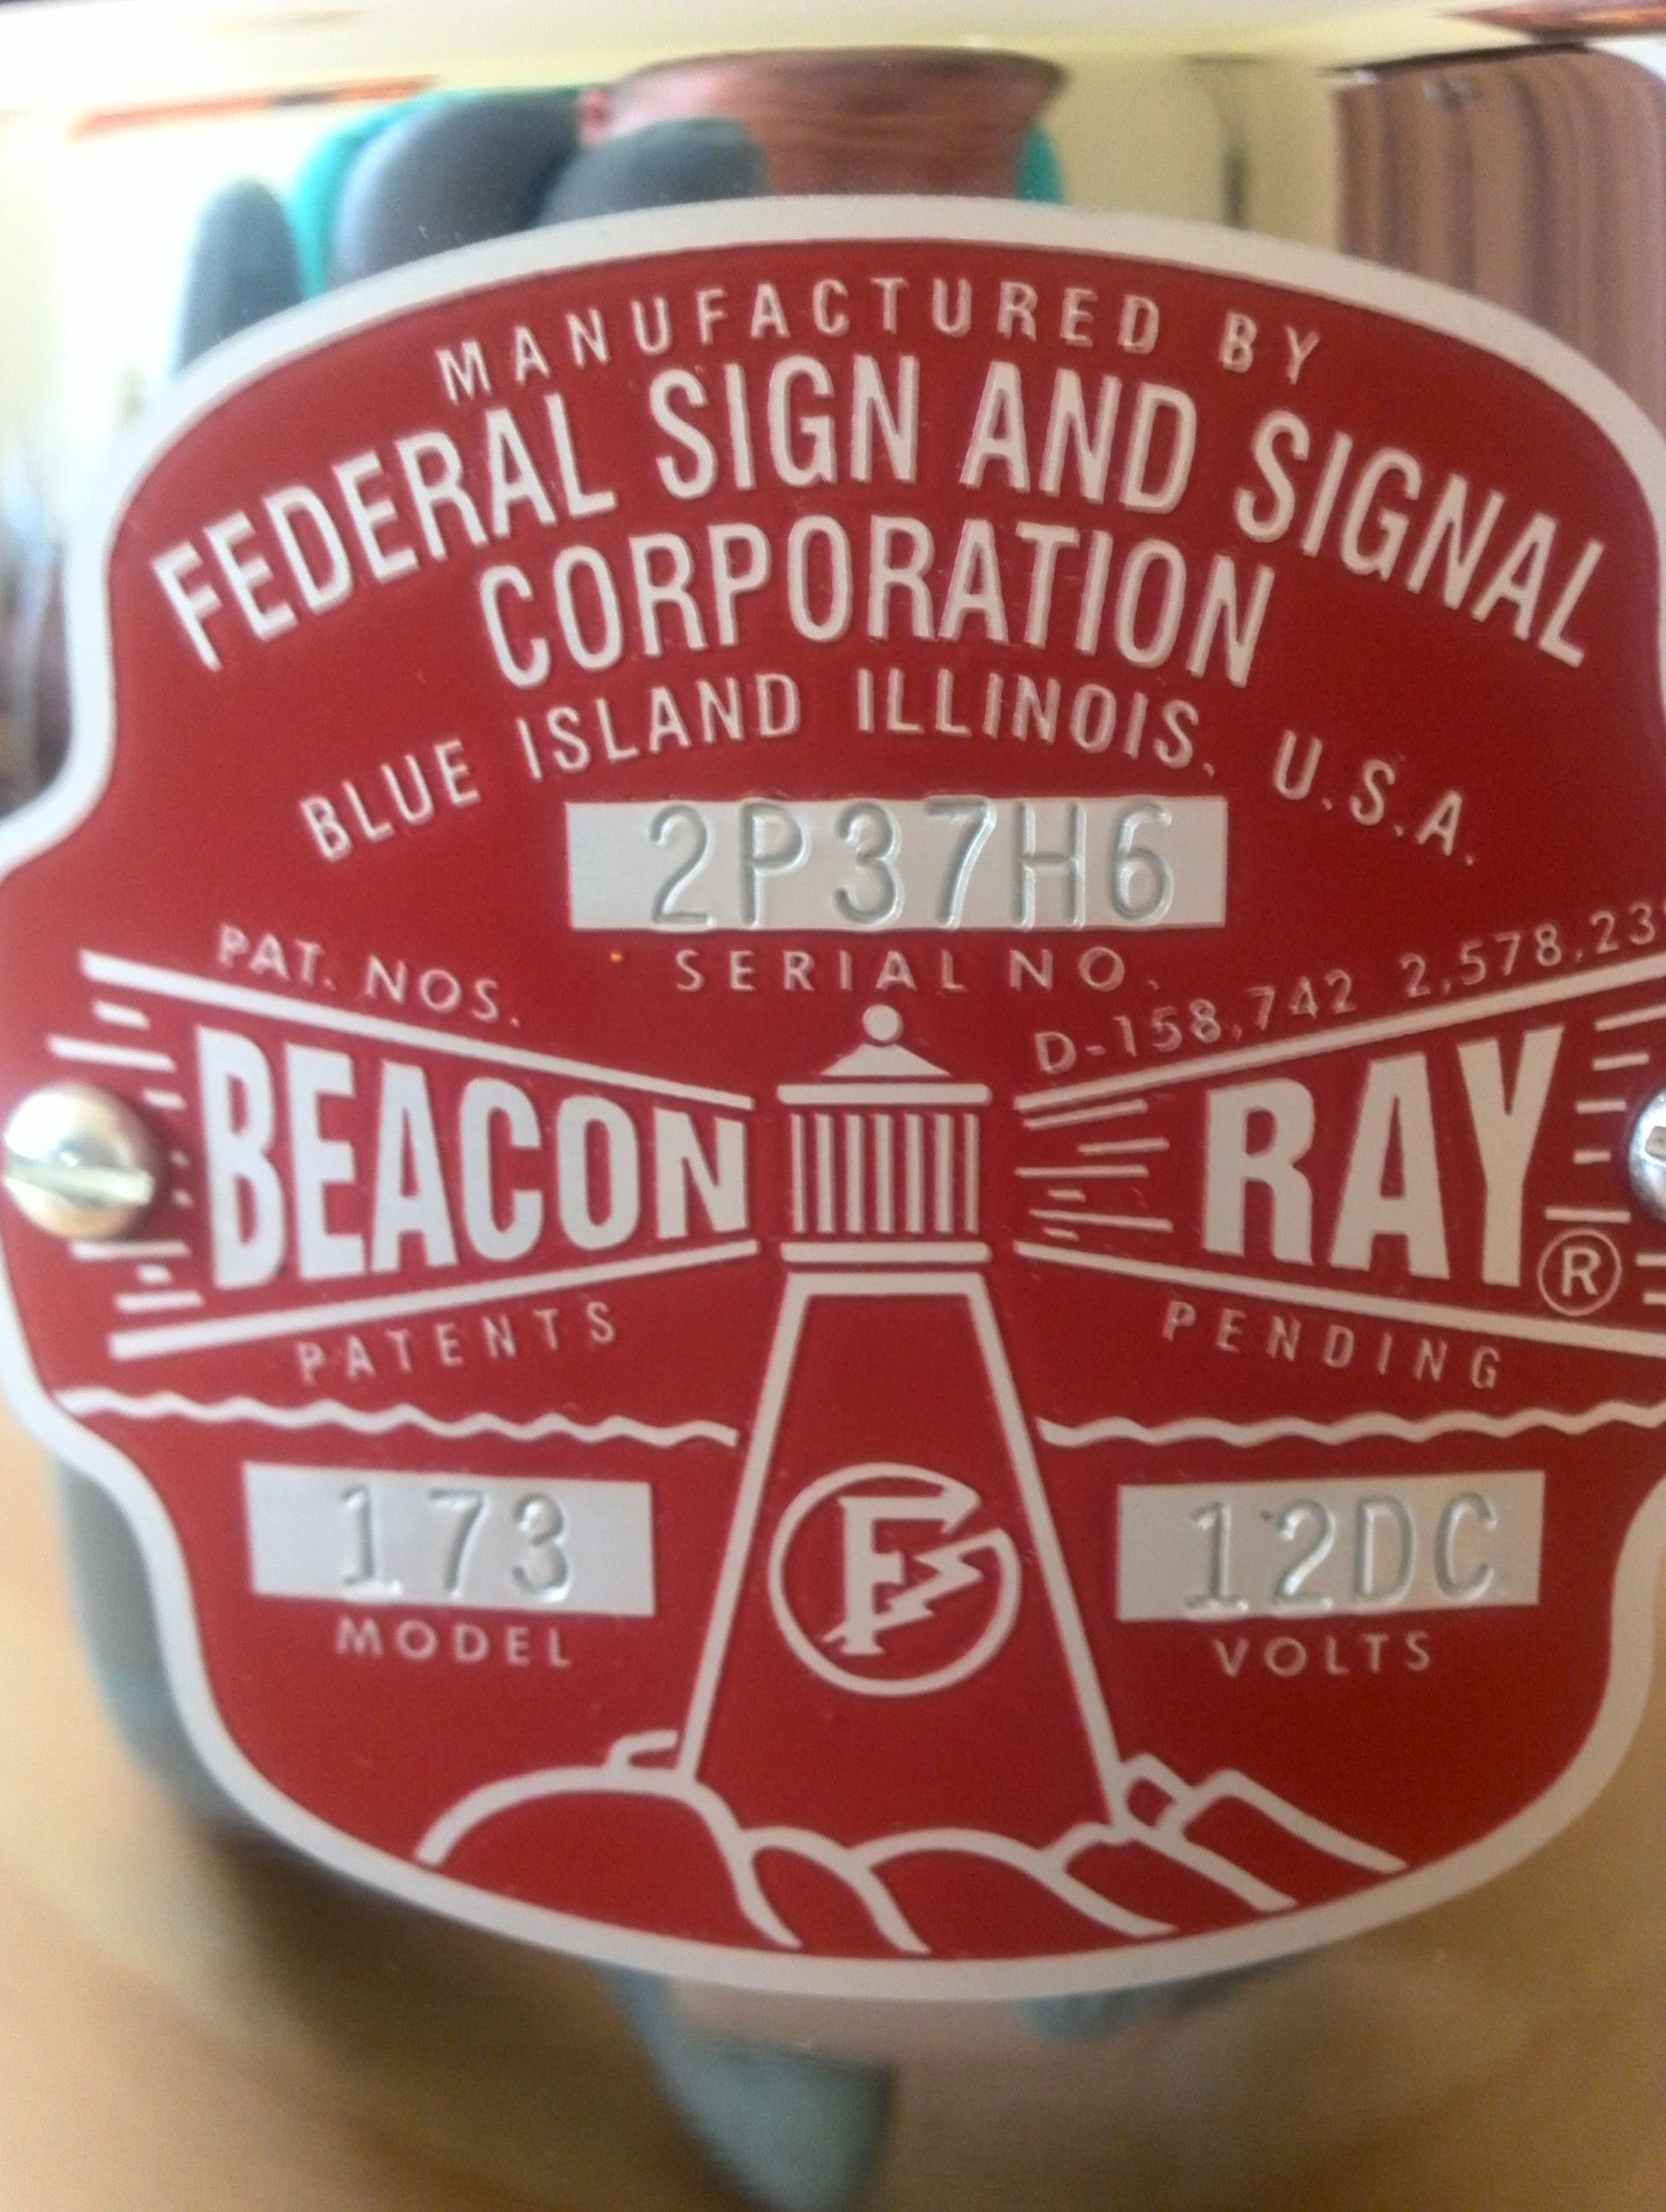 MANUFACTURED BY
FEDERAL SIGN AND SIGNAL
CORPORATION
BLUE ISLAND ILLINOIS, U.S.A.
2P37H6
SERIAL NO.
PAT. NOS. D-158,742
BEACON RAY ®
PATENTS PENDING
173 12DC
MODEL VOLTS
F